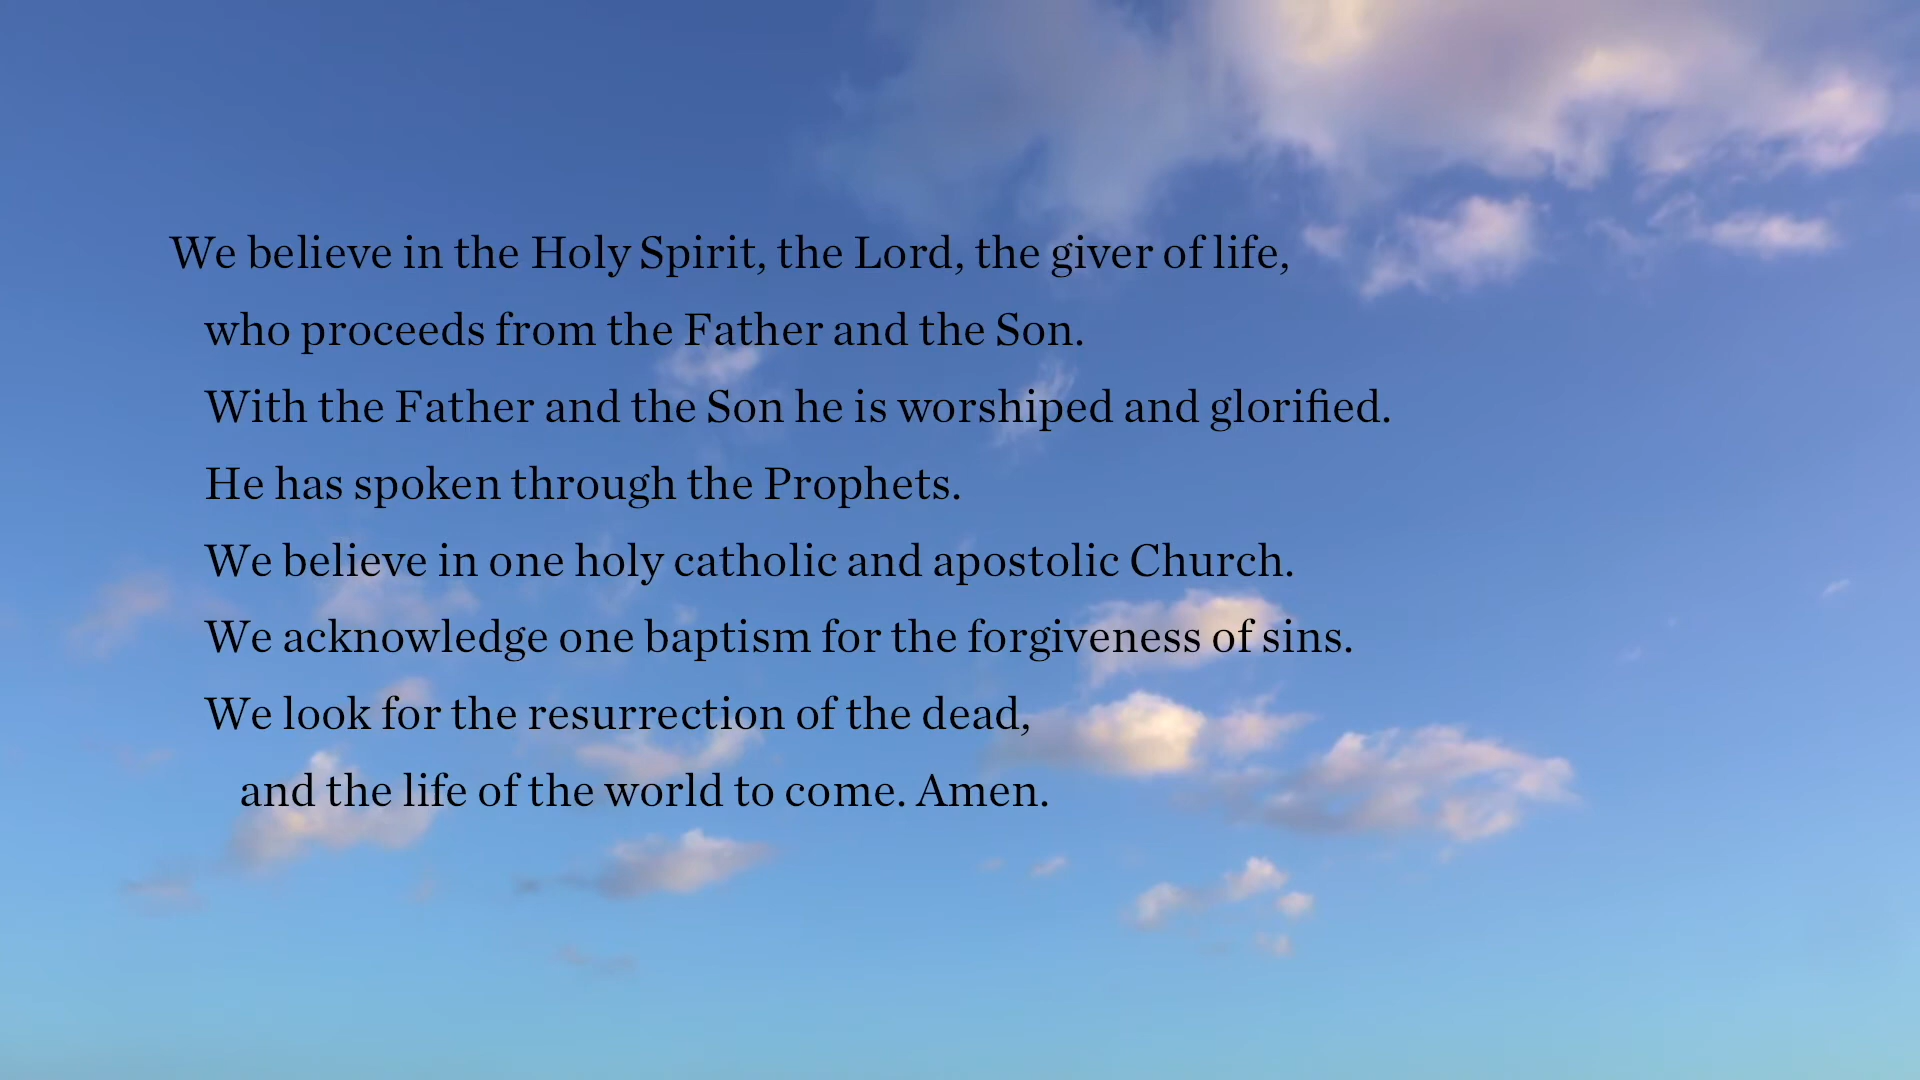 We believe in the Holy Spirit, the Lord, the giver of life,
who proceeds from the Father and the Son.
With the Father and the Son he is worshiped and glorified.
He has spoken through the Prophets.
We believe in one holy catholic and apostolic Church.
We acknowledge one baptism for the forgiveness of sins.
We look for the resurrection of the dead,
and the life of the world to come. Amen.